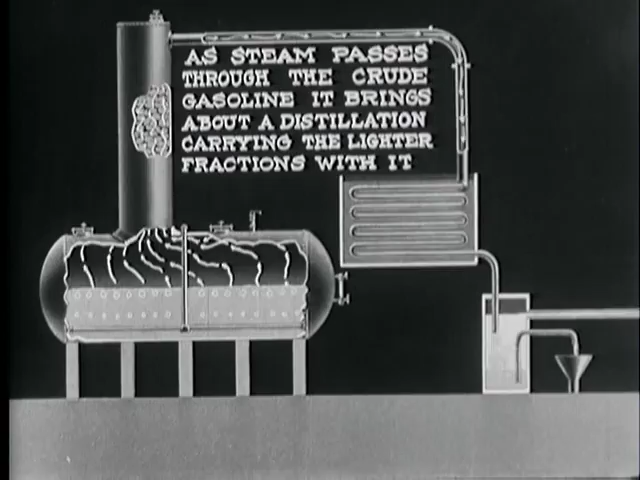 AS STEAM PASSES
THROUGH THE CRUDE
GASOLINE IT BRINGS
ABOUT A DISTILLATION
CARRYING THE LIGHTER
FRACTIONS WITH IT